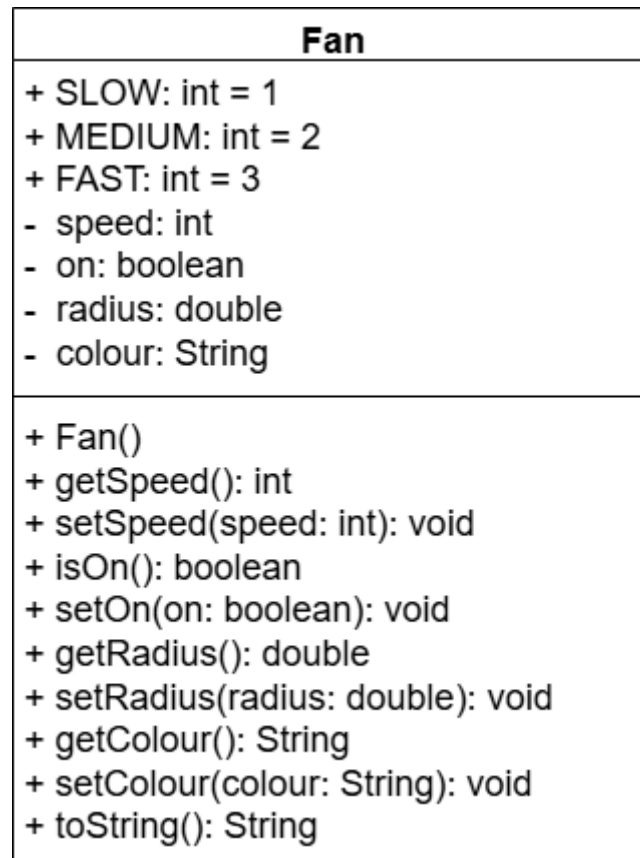 Fan
+ SLOW: int = 1
+ MEDIUM: int = 2
+ FAST: int = 3
- speed: int
- on: boolean
- radius: double
- colour: String
+ Fan()
+ getSpeed(): int
+ setSpeed(speed: int): void
+ isOn(): boolean
+ setOn(on: boolean): void
+ getRadius(): double
+ setRadius(radius: double): void
+ getColour(): String
+ setColour(colour: String): void
+ toString(): String